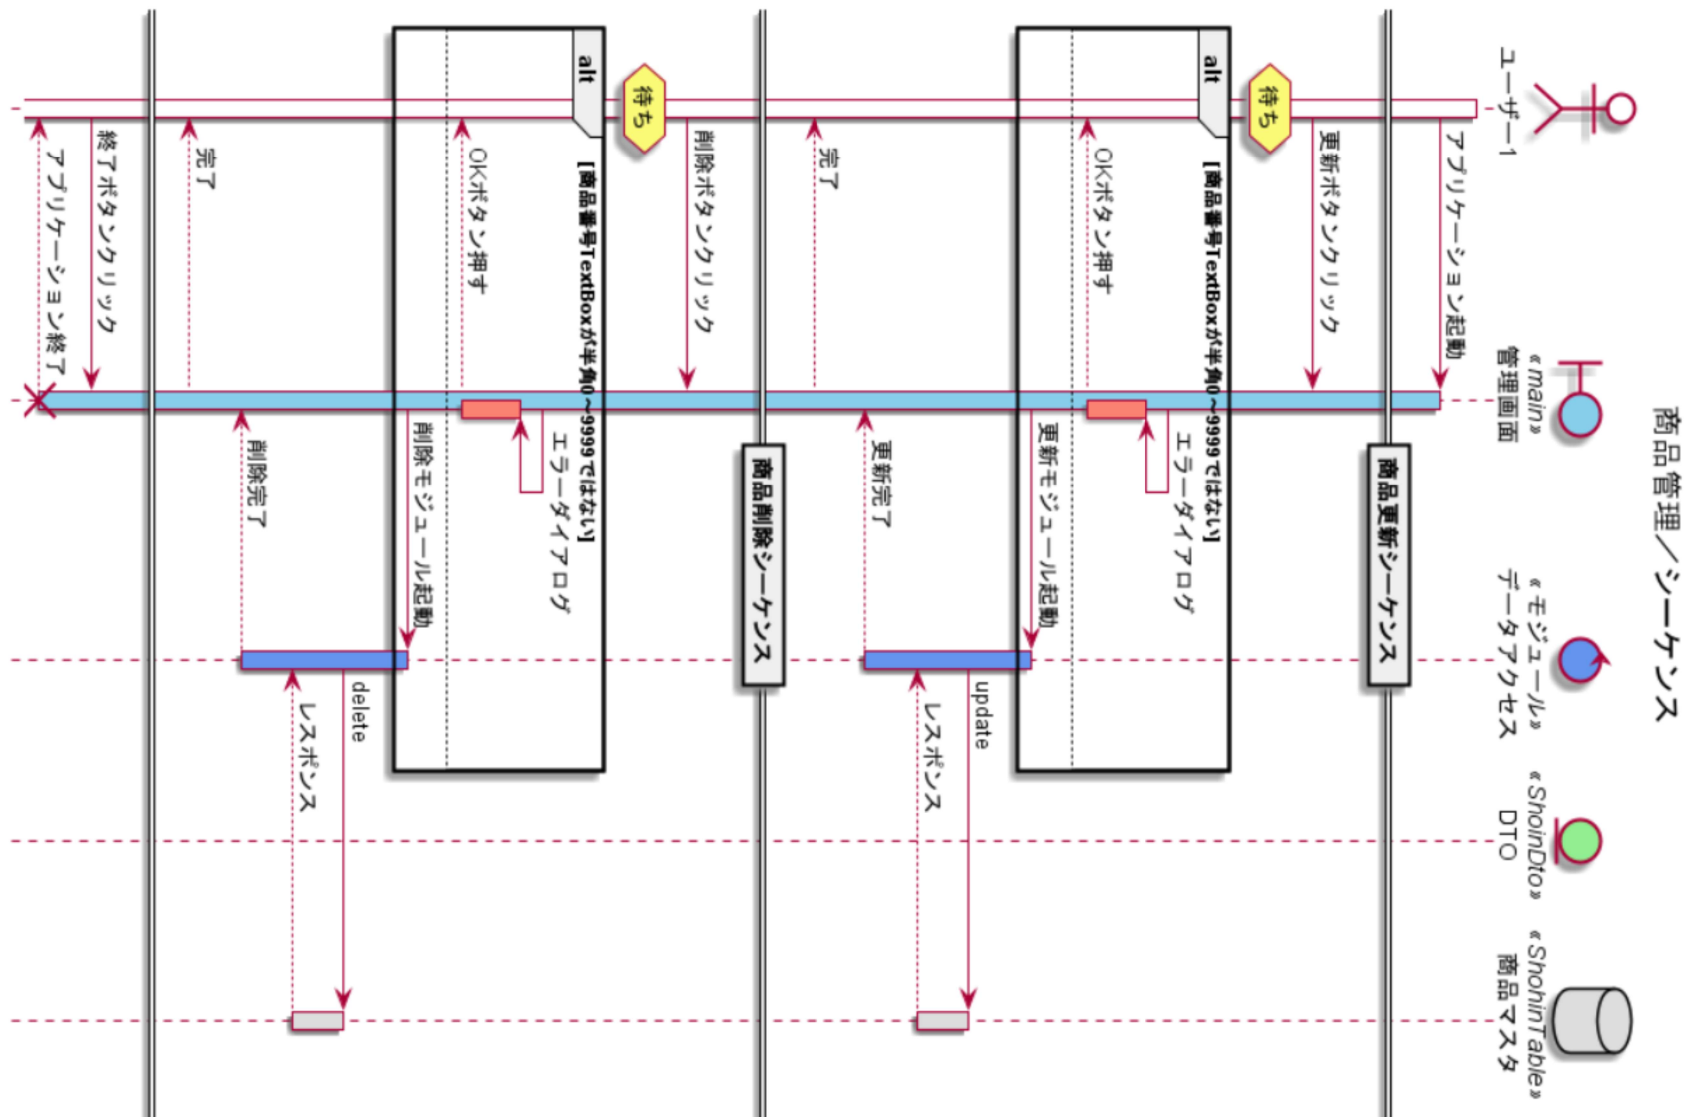 商品管理／シーケンス
ユーザー1
«main»
管理画面
«モジュール»
データアクセス
«ShoinDto»
DTO
«ShohinTable»
商品マスタ
アプリケーション起動
商品更新シーケンス
更新ボタンクリック
待ち
alt
[商品番号TextBoxが半角0～9999ではない]
エラーダイアログ
OKボタン押す
更新モジュール起動
update
レスポンス
更新完了
完了
商品削除シーケンス
削除ボタンクリック
待ち
alt
[商品番号TextBoxが半角0～9999ではない]
エラーダイアログ
OKボタン押す
削除モジュール起動
delete
レスポンス
削除完了
完了
終了ボタンクリック
アプリケーション終了